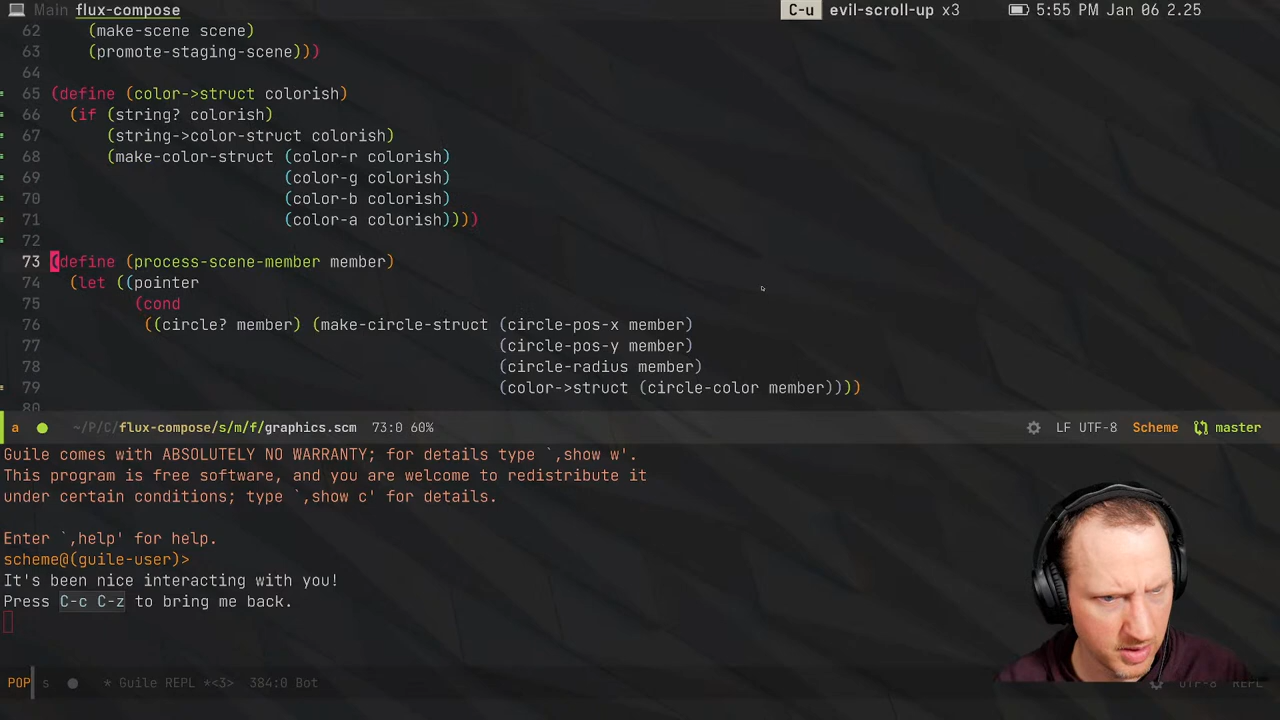 Main flux-compose C-u evil-scroll-up x3 5:55 PM Jan 06 2.25
62 (make-scene scene)
63 (promote-staging-scene)))
64
65 (define (color->struct colorish)
66 (if (string? colorish)
67 (string->color-struct colorish)
68 (make-color-struct (color-r colorish)
69 (color-g colorish)
70 (color-b colorish)
71 (color-a colorish))))
72
73 (define (process-scene-member member)
74 (let ((pointer
75 (cond
76 ((circle? member) (make-circle-struct (circle-pos-x member)
77 (circle-pos-y member)
78 (circle-radius member)
79 (color->struct (circle-color member))))
80
a ~/P/C/flux-compose/s/m/f/graphics.scm 73:0 60% LF UTF-8 Scheme master
Guile comes with ABSOLUTELY NO WARRANTY; for details type `,show w'.
This program is free software, and you are welcome to redistribute it
under certain conditions; type `,show c' for details.
Enter `,help' for help.
scheme@(guile-user)>
It's been nice interacting with you!
Press C-c C-z to bring me back.
POP s * Guile REPL *<3> 384:0 Bot UTF-8 REPL